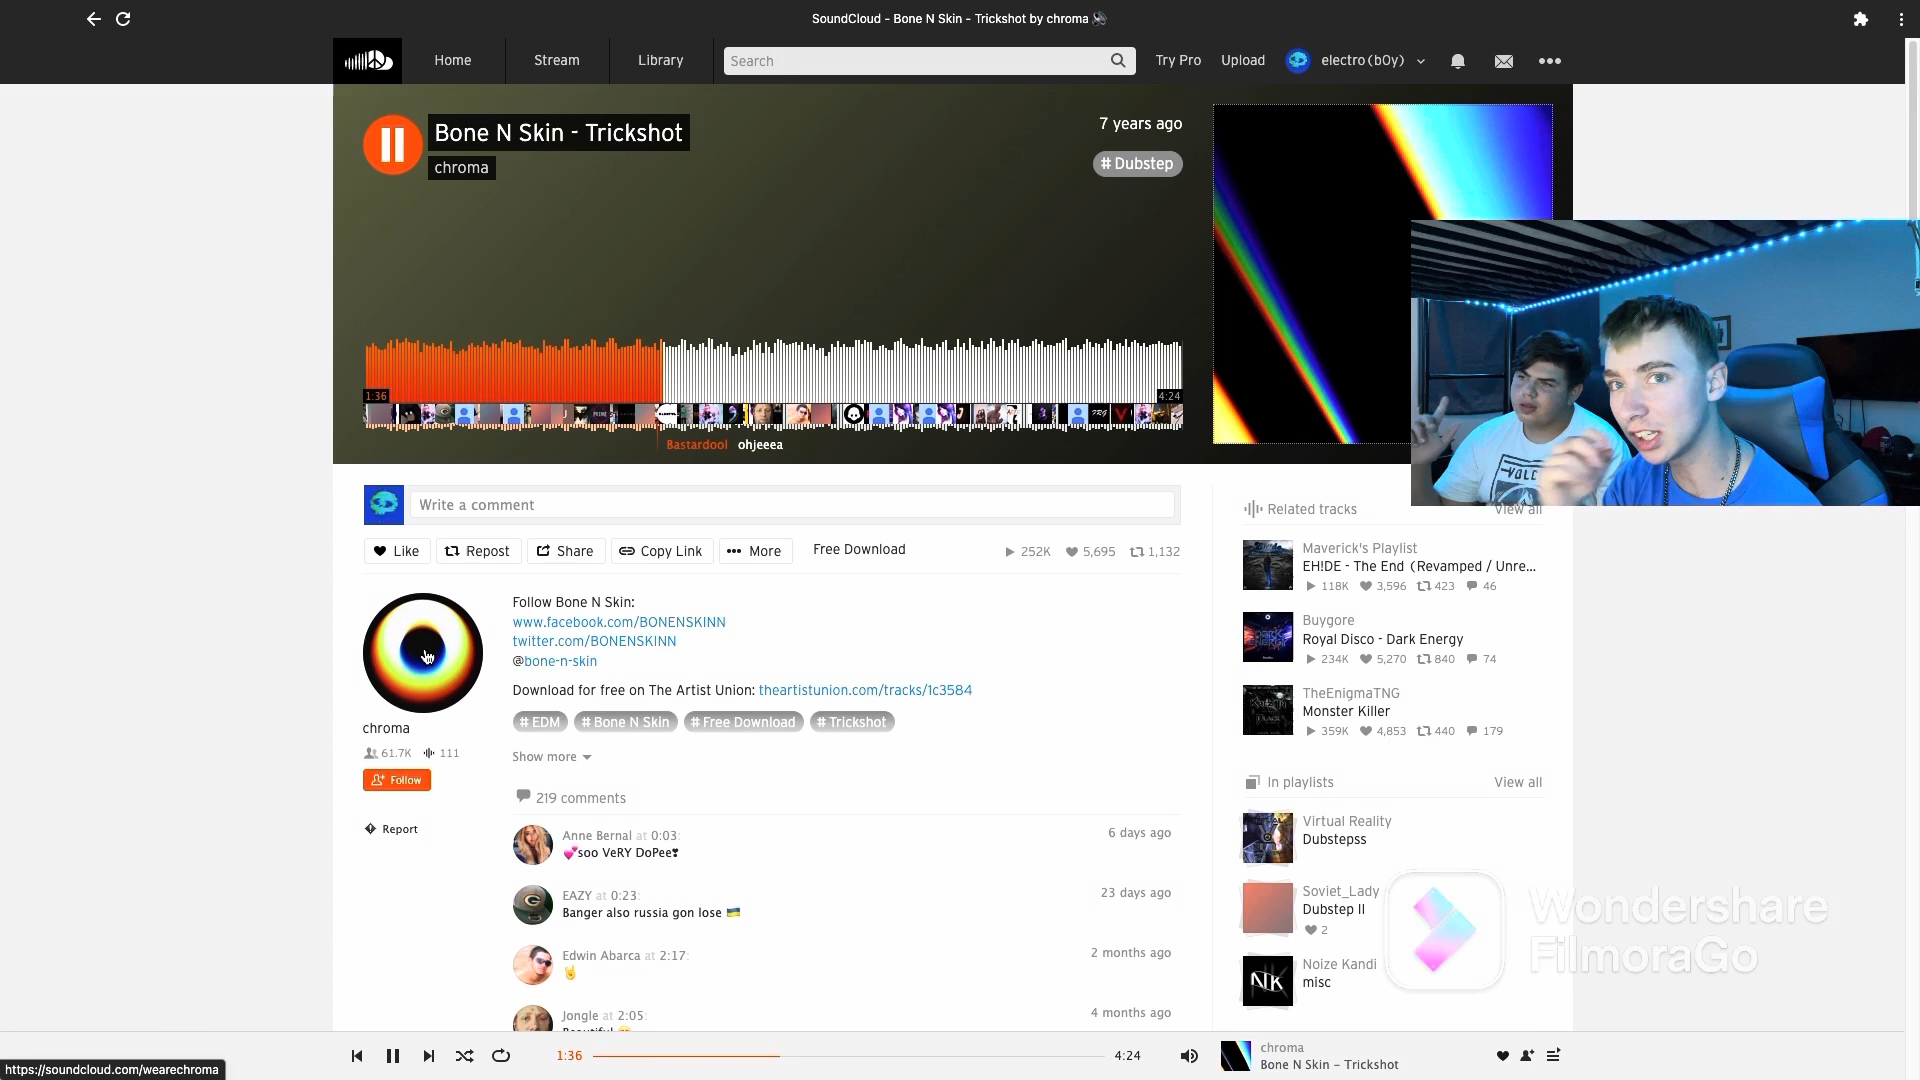 SoundCloud - Bone N Skin - Trickshot by chroma
Home
Stream
Library
Search
Try Pro
Upload
electro(b0y)
Bone N Skin - Trickshot
chroma
7 years ago
# Dubstep
1:36
4:24
Bastardool ohjeeea
Write a comment
Like
Repost
Share
Copy Link
More
Free Download
252K
5,695
1,132
Follow Bone N Skin:
www.facebook.com/BONENSKINN
twitter.com/BONENSKINN
@bone-n-skin
Download for free on The Artist Union: theartistunion.com/tracks/1c3584
# EDM
# Bone N Skin
# Free Download
# Trickshot
Show more
chroma
61.7K
111
Follow
Report
219 comments
Anne Bernal at 0:03:
6 days ago
💕soo VeRY DoPee❣
EAZY at 0:23:
23 days ago
Banger also russia gon lose 🇺🇦
Edwin Abarca at 2:17:
2 months ago
🤘
Jongle at 2:05:
4 months ago
Related tracks
View all
Maverick's Playlist
EH!DE - The End (Revamped / Unre...
118K 3,596 423 46
Buygore
Royal Disco - Dark Energy
234K 5,270 840 74
TheEnigmaTNG
Monster Killer
359K 4,853 440 179
In playlists
View all
Virtual Reality
Dubstepss
Soviet_Lady
Dubstep II
2
Noize Kandi
misc
Wondershare
FilmoraGo
1:36
4:24
chroma
Bone N Skin - Trickshot
https://soundcloud.com/wearechroma